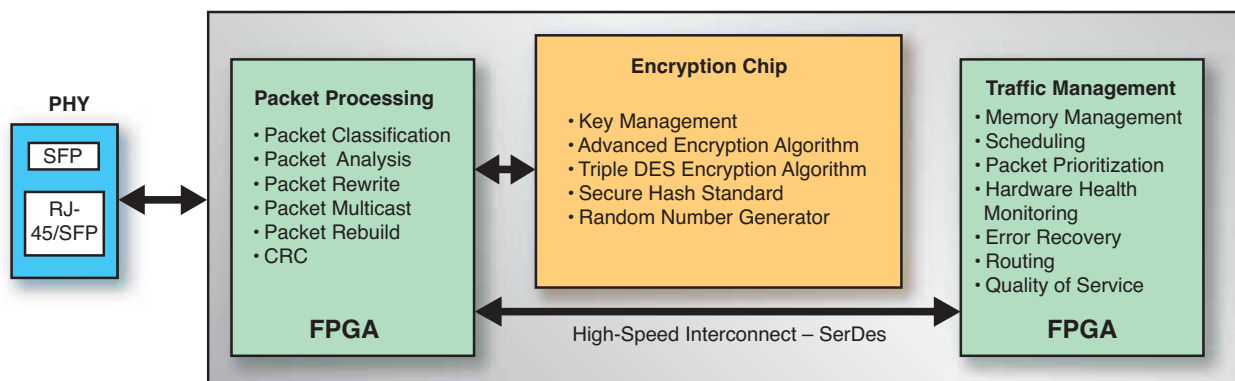 PHY
SFP
RJ-
45/SFP
Packet Processing
• Packet Classification
• Packet Analysis
• Packet Rewrite
• Packet Multicast
• Packet Rebuild
• CRC
FPGA
Encryption Chip
• Key Management
• Advanced Encryption Algorithm
• Triple DES Encryption Algorithm
• Secure Hash Standard
• Random Number Generator
High-Speed Interconnect – SerDes
Traffic Management
• Memory Management
• Scheduling
• Packet Prioritization
• Hardware Health
Monitoring
• Error Recovery
• Routing
• Quality of Service
FPGA